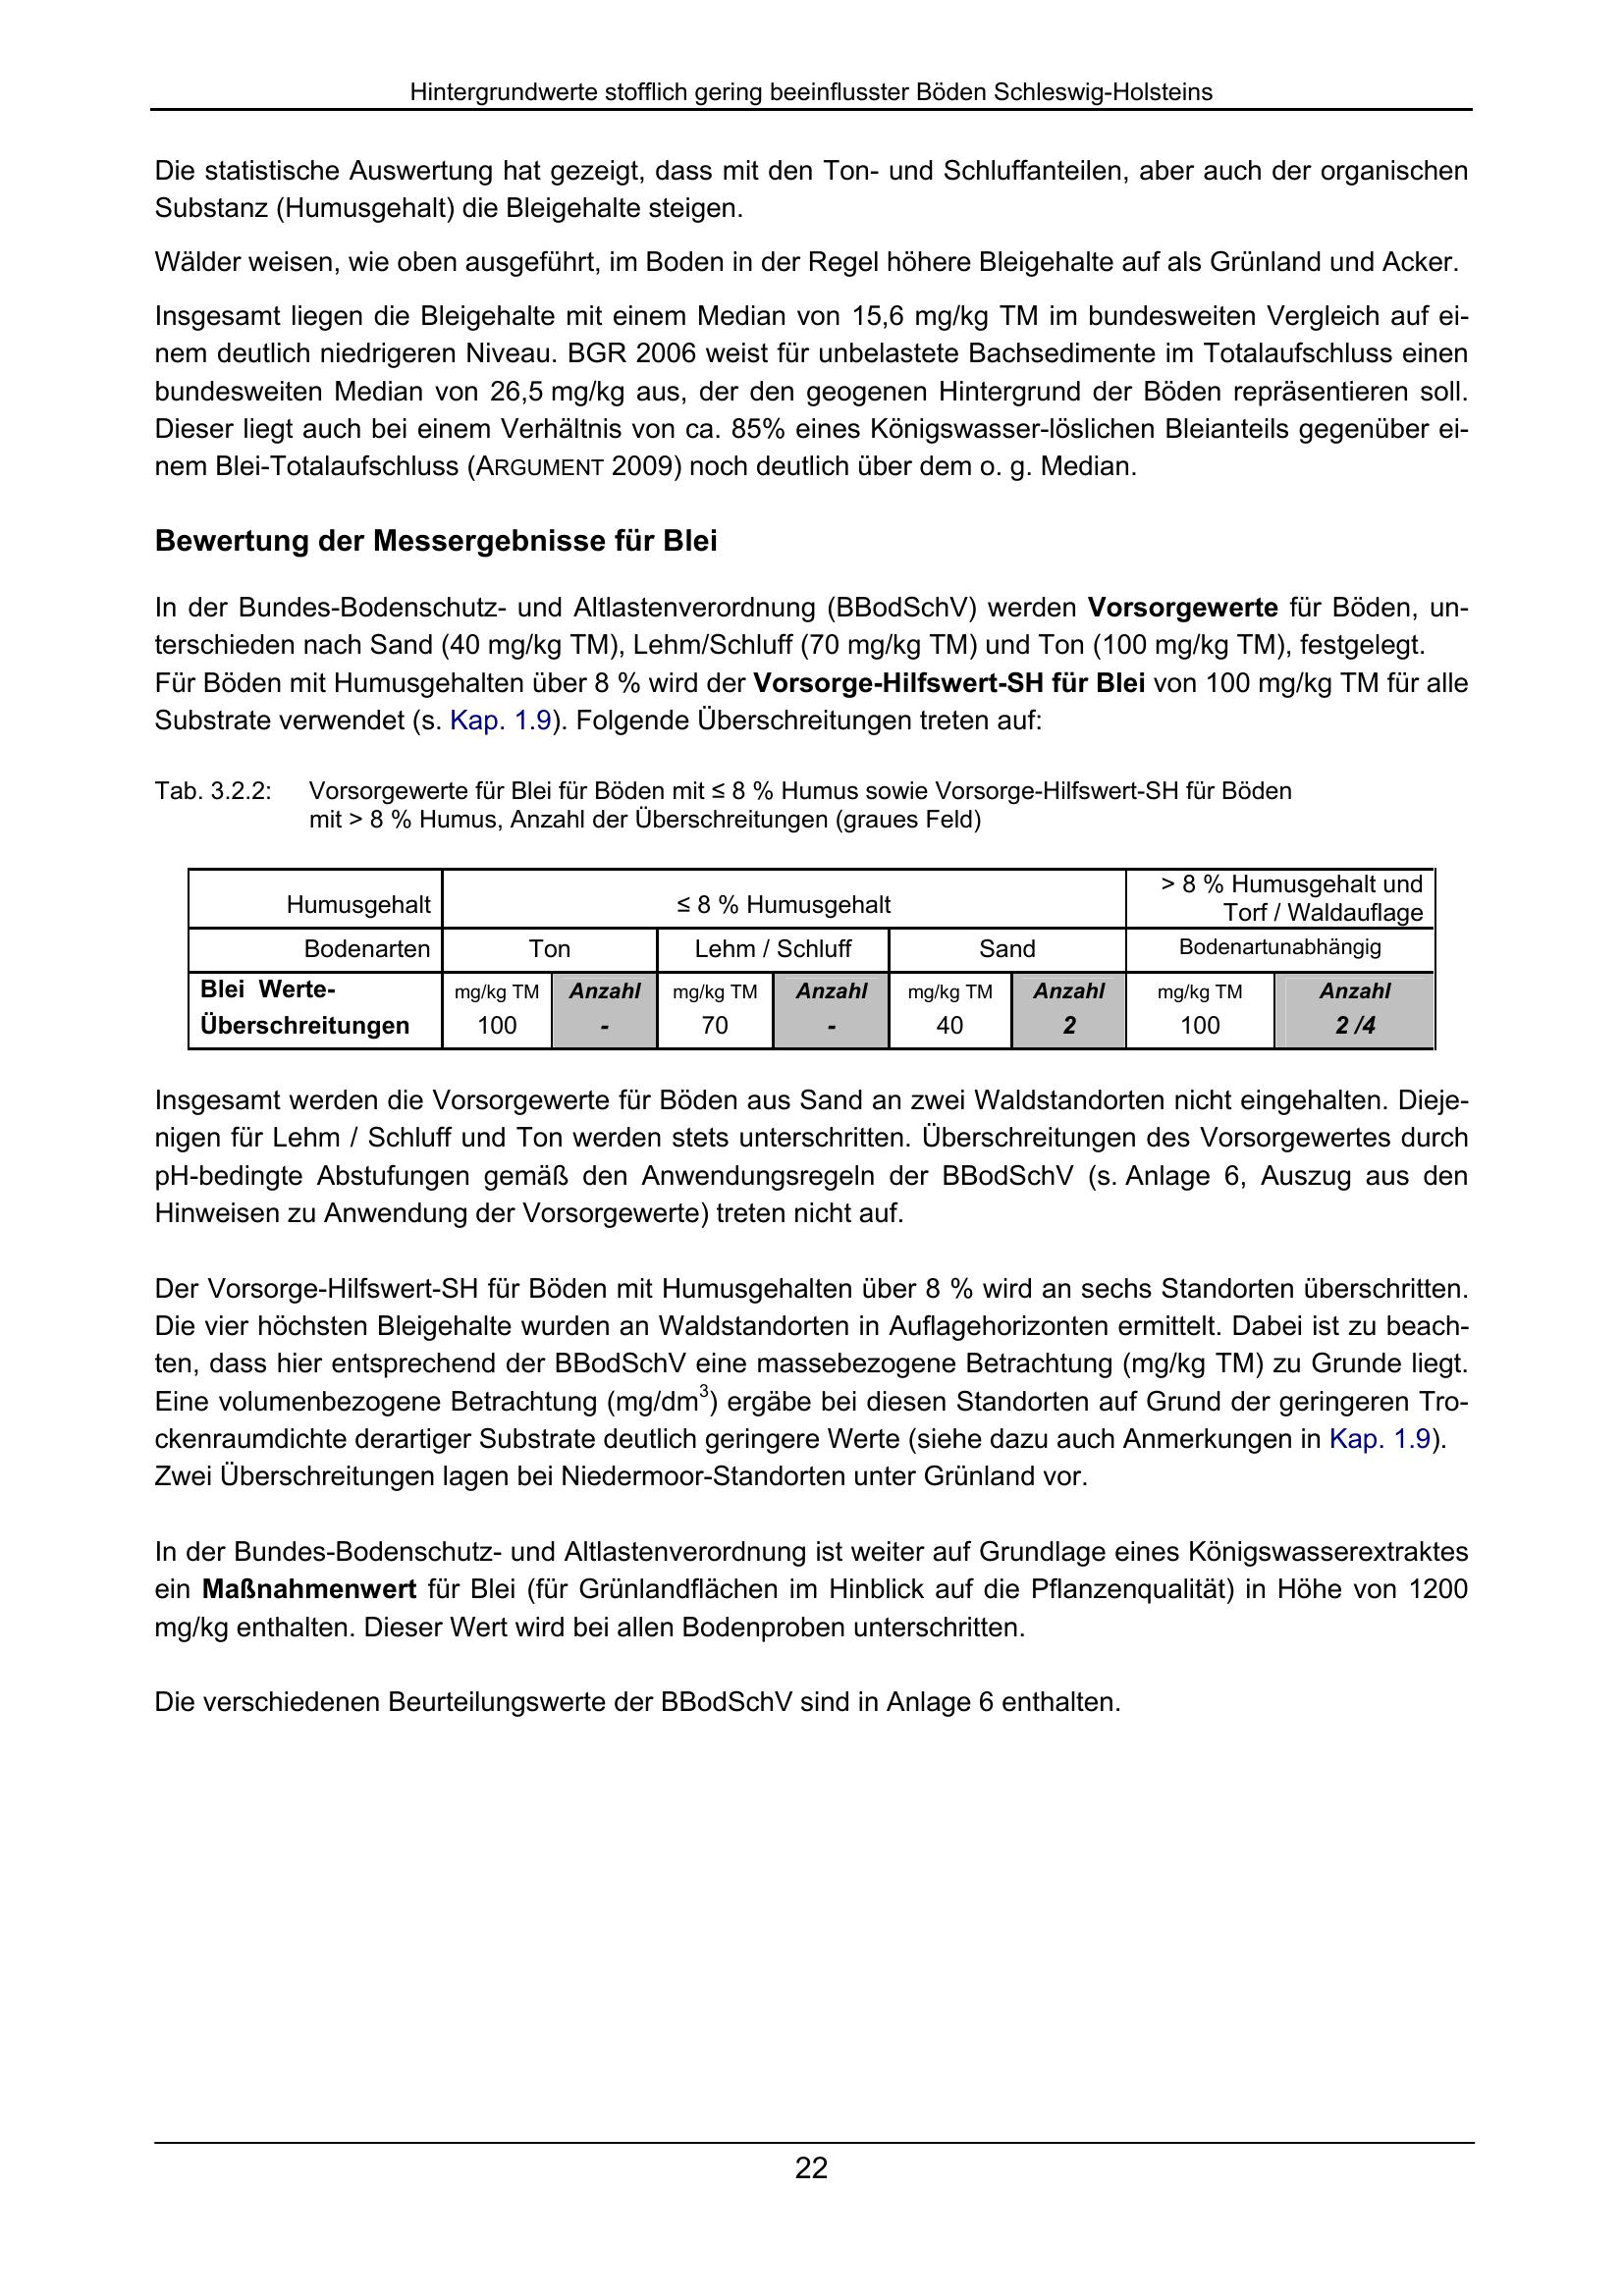 Hintergrundwerte stofflich gering beeinflusster Böden Schleswig-Holsteins
Die statistische Auswertung hat gezeigt, dass mit den Ton- und Schluffanteilen, aber auch der organischen
Substanz (Humusgehalt) die Bleigehalte steigen.
Wälder weisen, wie oben ausgeführt, im Boden in der Regel höhere Bleigehalte auf als Grünland und Acker.
Insgesamt liegen die Bleigehalte mit einem Median von 15,6 mg/kg TM im bundesweiten Vergleich auf ei-
nem deutlich niedrigeren Niveau. BGR 2006 weist für unbelastete Bachsedimente im Totalaufschluss einen
bundesweiten Median von 26,5 mg/kg aus, der den geogenen Hintergrund der Böden repräsentieren soll.
Dieser liegt auch bei einem Verhältnis von ca. 85% eines Königswasser-löslichen Bleianteils gegenüber ei-
nem Blei-Totalaufschluss (ARGUMENT 2009) noch deutlich über dem o. g. Median.
Bewertung der Messergebnisse für Blei
In der Bundes-Bodenschutz- und Altlastenverordnung (BBodSchV) werden Vorsorgewerte für Böden, un-
terschieden nach Sand (40 mg/kg TM), Lehm/Schluff (70 mg/kg TM) und Ton (100 mg/kg TM), festgelegt.
Für Böden mit Humusgehalten über 8 % wird der Vorsorge-Hilfswert-SH für Blei von 100 mg/kg TM für alle
Substrate verwendet (s. Kap. 1.9). Folgende Überschreitungen treten auf:
Tab. 3.2.2: Vorsorgewerte für Blei für Böden mit ≤ 8 % Humus sowie Vorsorge-Hilfswert-SH für Böden
mit > 8 % Humus, Anzahl der Überschreitungen (graues Feld)
Humusgehalt ≤ 8 % Humusgehalt > 8 % Humusgehalt und
Torf / Waldauflage
Bodenarten Ton Lehm / Schluff Sand Bodenartunabhängig
Blei Werte- mg/kg TM Anzahl mg/kg TM Anzahl mg/kg TM Anzahl mg/kg TM Anzahl
Überschreitungen 100 - 70 - 40 2 100 2 /4
Insgesamt werden die Vorsorgewerte für Böden aus Sand an zwei Waldstandorten nicht eingehalten. Dieje-
nigen für Lehm / Schluff und Ton werden stets unterschritten. Überschreitungen des Vorsorgewertes durch
pH-bedingte Abstufungen gemäß den Anwendungsregeln der BBodSchV (s. Anlage 6, Auszug aus den
Hinweisen zu Anwendung der Vorsorgewerte) treten nicht auf.
Der Vorsorge-Hilfswert-SH für Böden mit Humusgehalten über 8 % wird an sechs Standorten überschritten.
Die vier höchsten Bleigehalte wurden an Waldstandorten in Auflagehorizonten ermittelt. Dabei ist zu beach-
ten, dass hier entsprechend der BBodSchV eine massebezogene Betrachtung (mg/kg TM) zu Grunde liegt.
Eine volumenbezogene Betrachtung (mg/dm³) ergäbe bei diesen Standorten auf Grund der geringeren Tro-
ckenraumdichte derartiger Substrate deutlich geringere Werte (siehe dazu auch Anmerkungen in Kap. 1.9).
Zwei Überschreitungen lagen bei Niedermoor-Standorten unter Grünland vor.
In der Bundes-Bodenschutz- und Altlastenverordnung ist weiter auf Grundlage eines Königswasserextraktes
ein Maßnahmenwert für Blei (für Grünlandflächen im Hinblick auf die Pflanzenqualität) in Höhe von 1200
mg/kg enthalten. Dieser Wert wird bei allen Bodenproben unterschritten.
Die verschiedenen Beurteilungswerte der BBodSchV sind in Anlage 6 enthalten.
22